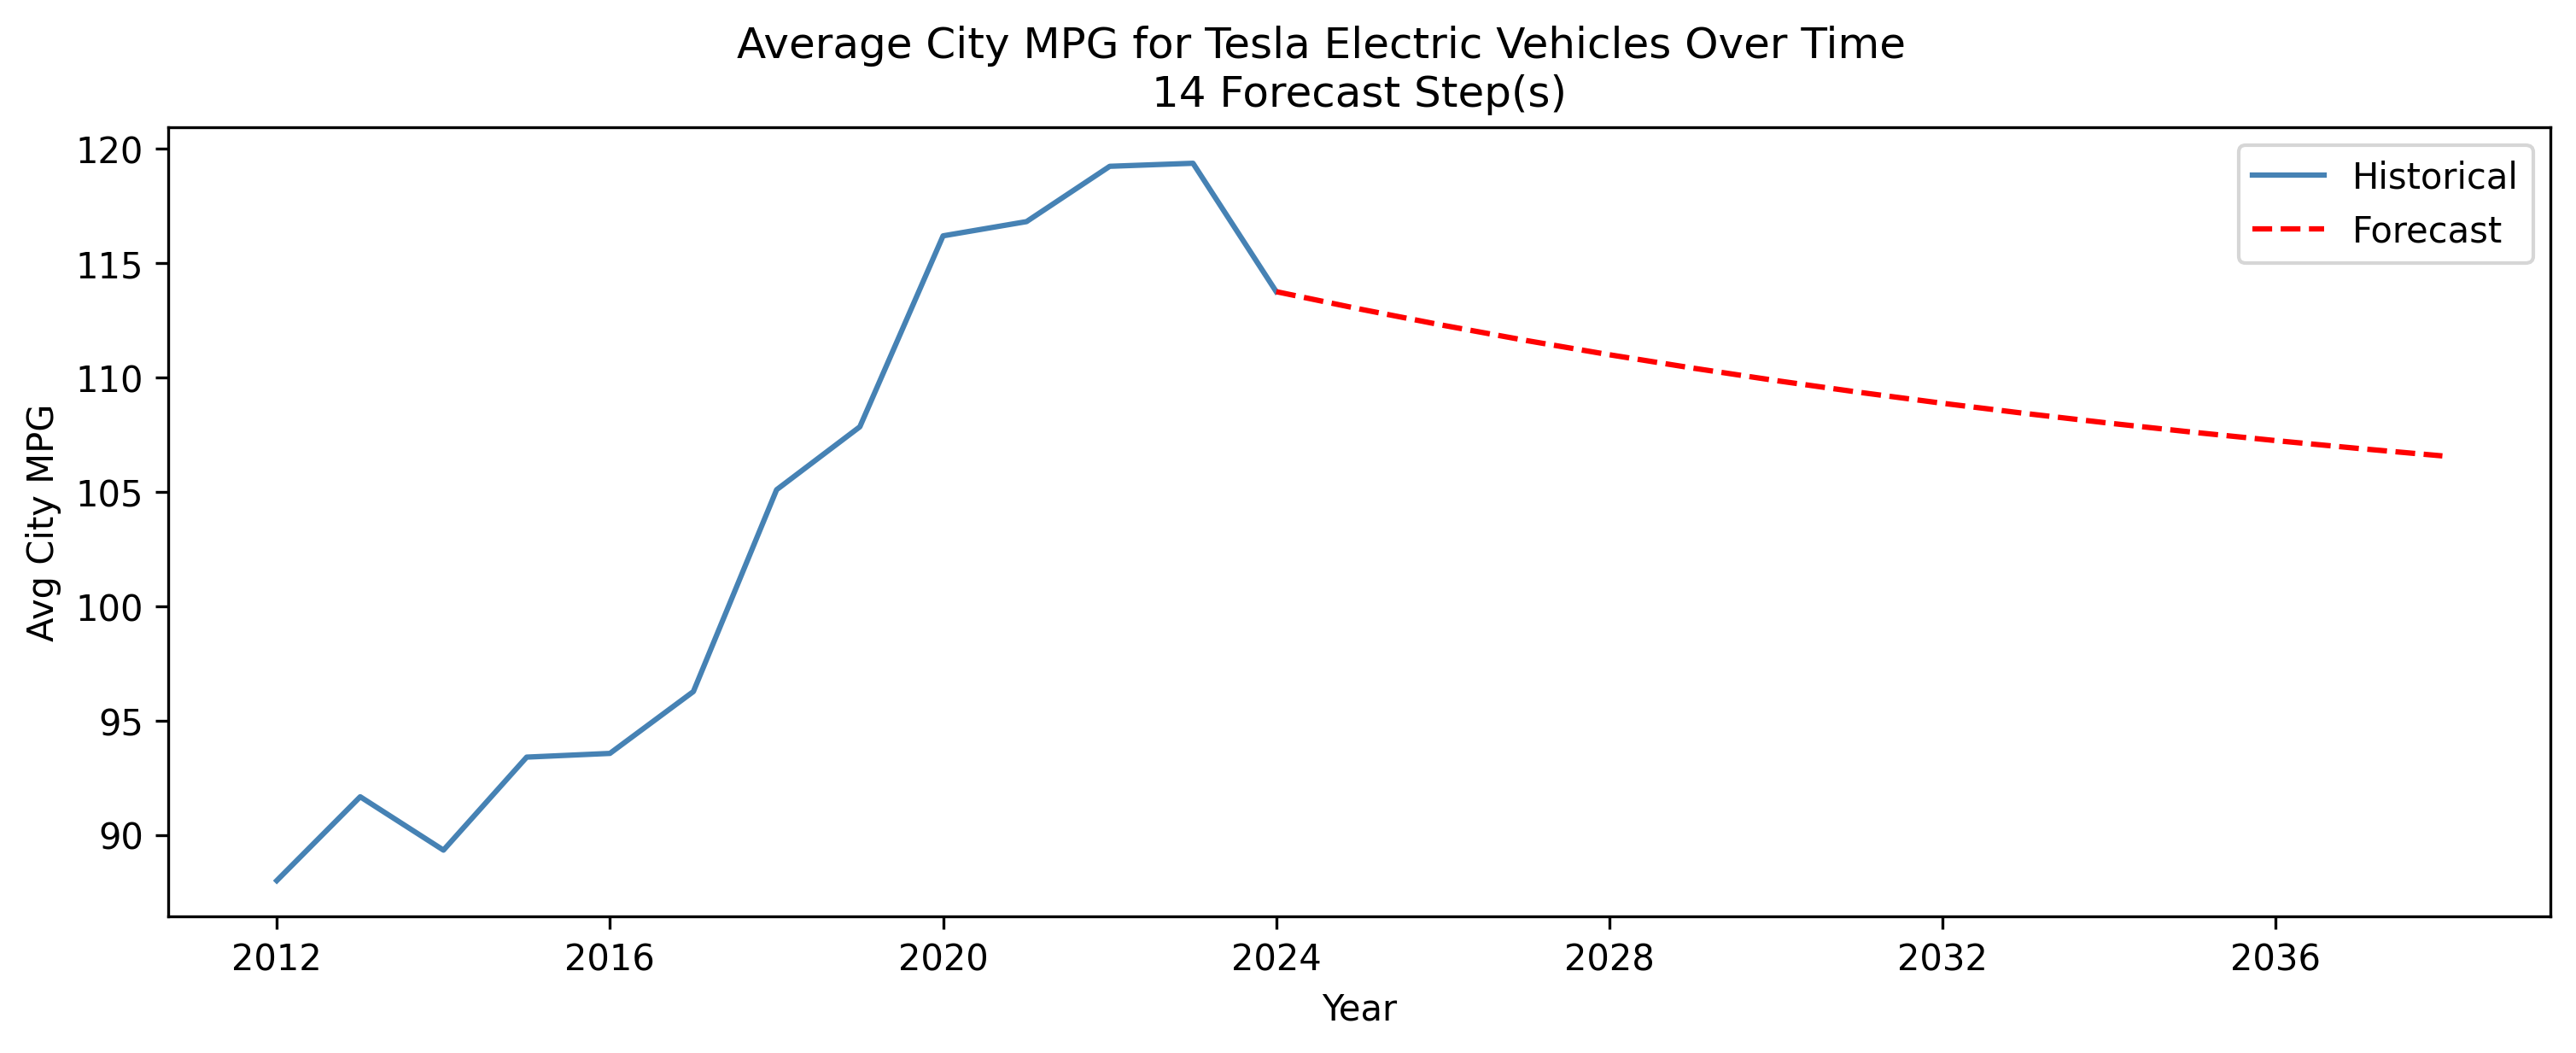 Average City MPG for Tesla Electric Vehicles Over Time
14 Forecast Step(s)
120
115
110
105
100
95
90
Avg City MPG
Historical
Forecast
2012
2016
2020
2024
2028
2032
2036
Year